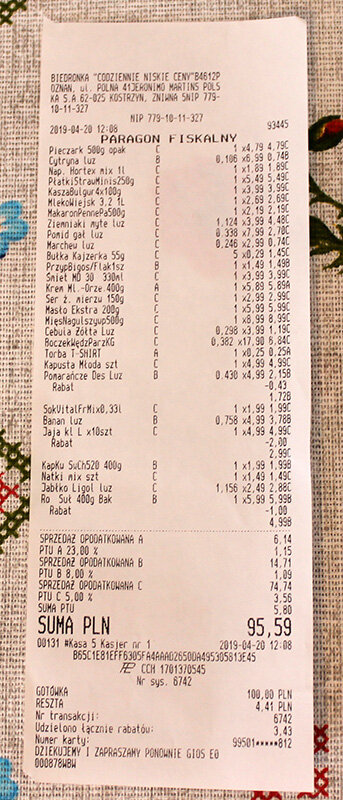 BIEDRONKA "CODZIENNIE NISKIE CENY"B4612P
OZNAN, ul. POLNA 41JERONIMO MARTINS POLS
KA S.A 62-025 KOSTRZYN, ŻNIWNA 5NIP 779-
10-11-327
NIP 779-10-11-327
2019-04-20 12:08 93445
PARAGON FISKALNY
Pieczark 500g opak C 1 x4,79 4,79C
Cytryna luz B 0,106 x6,99 0,74B
Nap. Hortex mix 1l C 1 x1,89 1,89C
PłatkiStrawMinis250g C 1 x5,49 5,49C
KaszaBulgur4x100g C 1 x3,99 3,99C
MlekoWiejsk 3.2 1L C 1 x2,69 2,69C
MakaronPennePa500g C 1 x2,19 2,19C
Ziemniaki myte luz C 1,124 x3,99 4,48C
Pomid gał luz C 0,338 x7,99 2,70C
Marchew luz C 0,246 x2,99 0,74C
Bułka Kajzerka 55g C 5 x0,29 1,45C
PrzypBigos/Flak1sz B 1 x1,49 1,49B
Śmiet MD 30 330ml C 1 x3,99 3,99C
Krem Ml.-Orze.400g A 1 x5,89 5,89A
Ser ż. mierzu 150g C 1 x2,99 2,99C
Masło Ekstra 200g C 1 x5,99 5,99C
MięsNagulszyup500g C 1 x8,99 8,99C
Cebula Żółta Luz C 0,298 x3,99 1,19C
BoczekWędzParzKG C 0,382 x17,90 6,84C
Torba T-SHIRT A 1 x0,25 0,25A
Kapusta Młoda szt C 1 x4,99 4,99C
Pomarańcze Des Luz B 0,430 x4,99 2,15B
Rabat -0,43
1,72B
SokVitalFrMix0,33l C 1 x1,99 1,99C
Banan luz B 0,758 x4,99 3,78B
Jaja kl L x10szt C 1 x4,99 4,99C
Rabat -2,00
2,99C
KapKu SuCh520 400g B 1 x1,99 1,99B
Natki mix szt C 1 x1,49 1,49C
Jabłko Ligol luz C 1,156 x2,49 2,88C
Ro Suł 400g Bak B 1 x5,99 5,99B
Rabat -1,00
4,99B
SPRZEDAŻ OPODATKOWANA A 6,14
PTU A 23,00 % 1,15
SPRZEDAŻ OPODATKOWANA B 14,71
PTU B 8,00 % 1,09
SPRZEDAŻ OPODATKOWANA C 74,74
PTU C 5,00 % 3,56
SUMA PTU 5,80
SUMA PLN 95,59
00131 #Kasa 5 Kasjer nr 1 2019-04-20 12:08
B65C1E81EFF6305FA4AAAD2650DA495305813E45
CCH 1701370545
Nr sys. 6742
GOTÓWKA 100,00 PLN
RESZTA 4,41 PLN
Nr transakcji: 6742
Udzielono łącznie rabatów: 3,43
Numer karty: 99501*****812
DZIĘKUJEMY I ZAPRASZAMY PONOWNIE GIOŚ E0
000878WBW